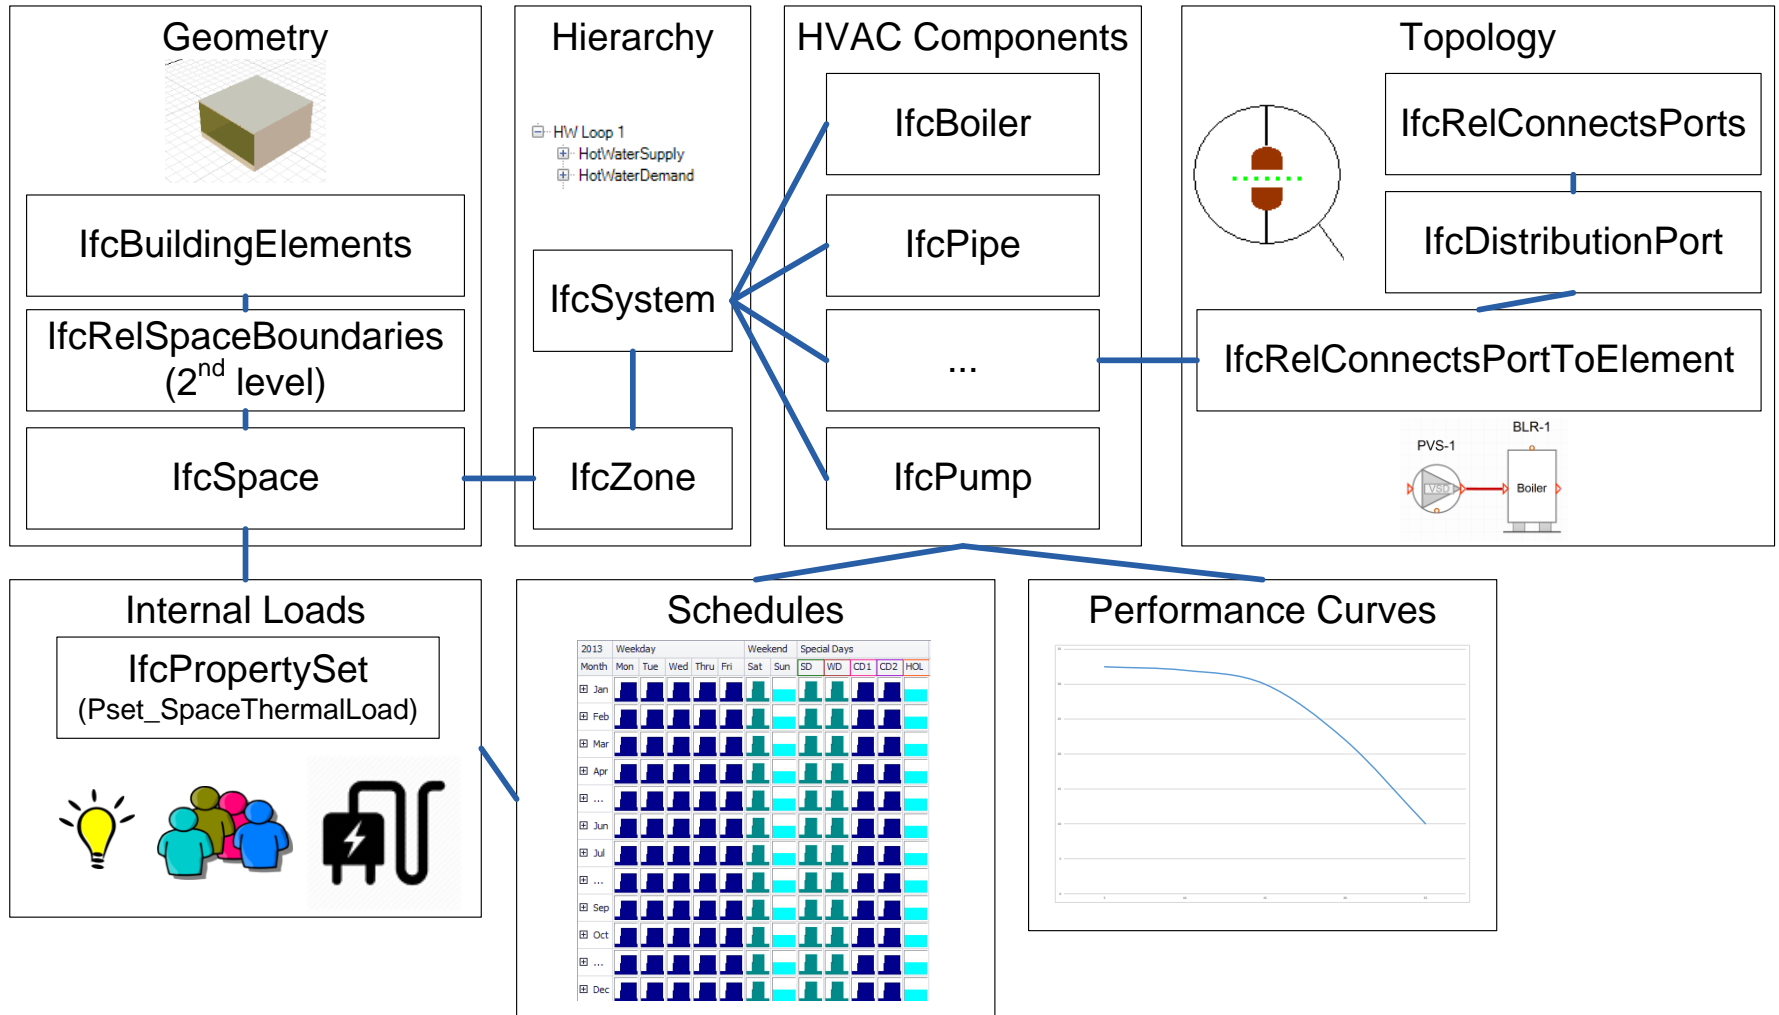 Geometry
IfcBuildingElements
IfcRelSpaceBoundaries
(2nd level)
IfcSpace
Hierarchy
HW Loop 1
HotWaterSupply
HotWaterDemand
IfcSystem
IfcZone
HVAC Components
IfcBoiler
IfcPipe
...
IfcPump
Topology
IfcRelConnectsPorts
IfcDistributionPort
IfcRelConnectsPortToElement
PVS-1
BLR-1
VSD
Boiler
Internal Loads
IfcPropertySet
(Pset_SpaceThermalLoad)
Schedules
2013 Weekday Weekend Special Days
Month Mon Tue Wed Thru Fri Sat Sun SD WD CD1 CD2 HOL
Jan
Feb
Mar
Apr
...
Jun
Jul
...
Sep
Oct
...
Dec
Performance Curves